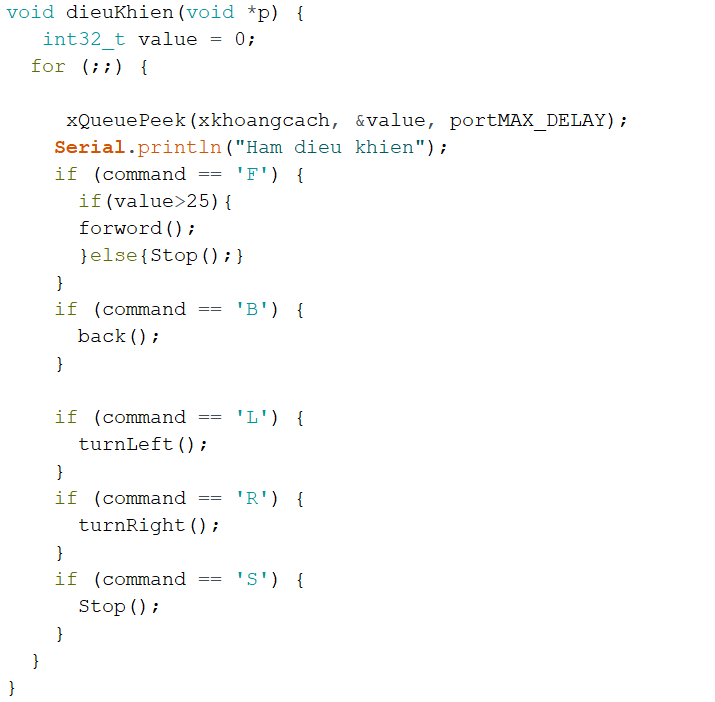 void dieuKhien(void *p) {
   int32_t value = 0;
  for (;;) {
     xQueuePeek(xkhoangcach, &value, portMAX_DELAY);
    Serial.println("Ham dieu khien");
    if (command == 'F') {
      if(value>25){
      forword();
      }else{Stop();}
    }
    if (command == 'B') {
      back();
    }
    if (command == 'L') {
      turnLeft();
    }
    if (command == 'R') {
      turnRight();
    }
    if (command == 'S') {
      Stop();
    }
  }
}